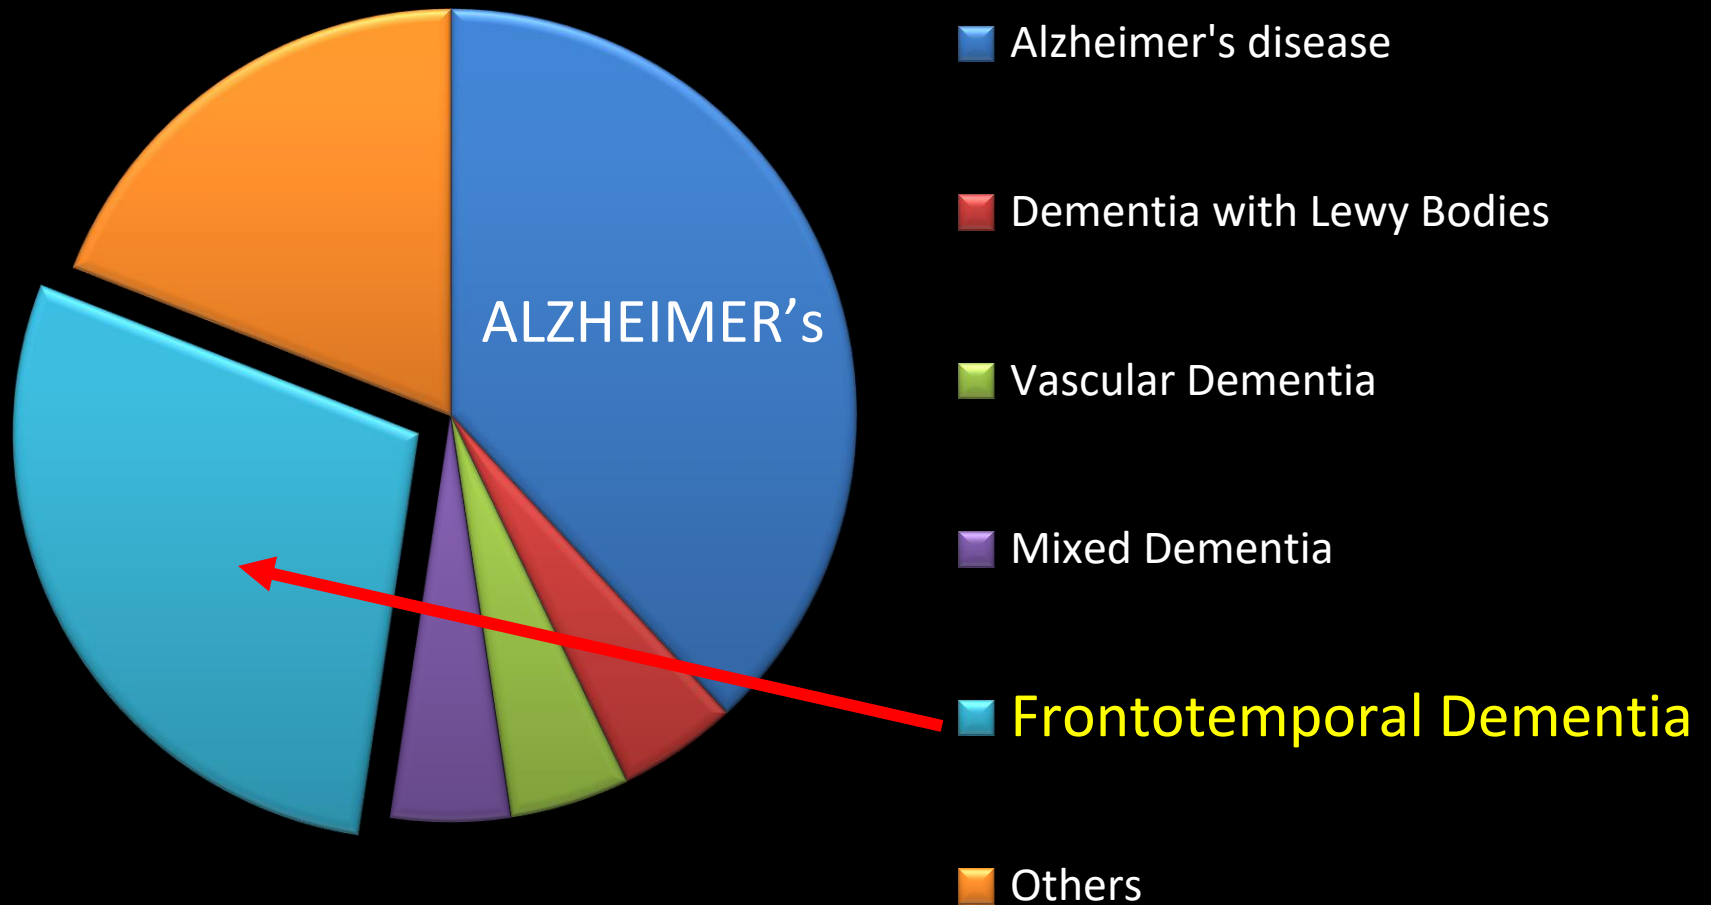 ALZHEIMER’s
Alzheimer's disease
Dementia with Lewy Bodies
Vascular Dementia
Mixed Dementia
Frontotemporal Dementia
Others